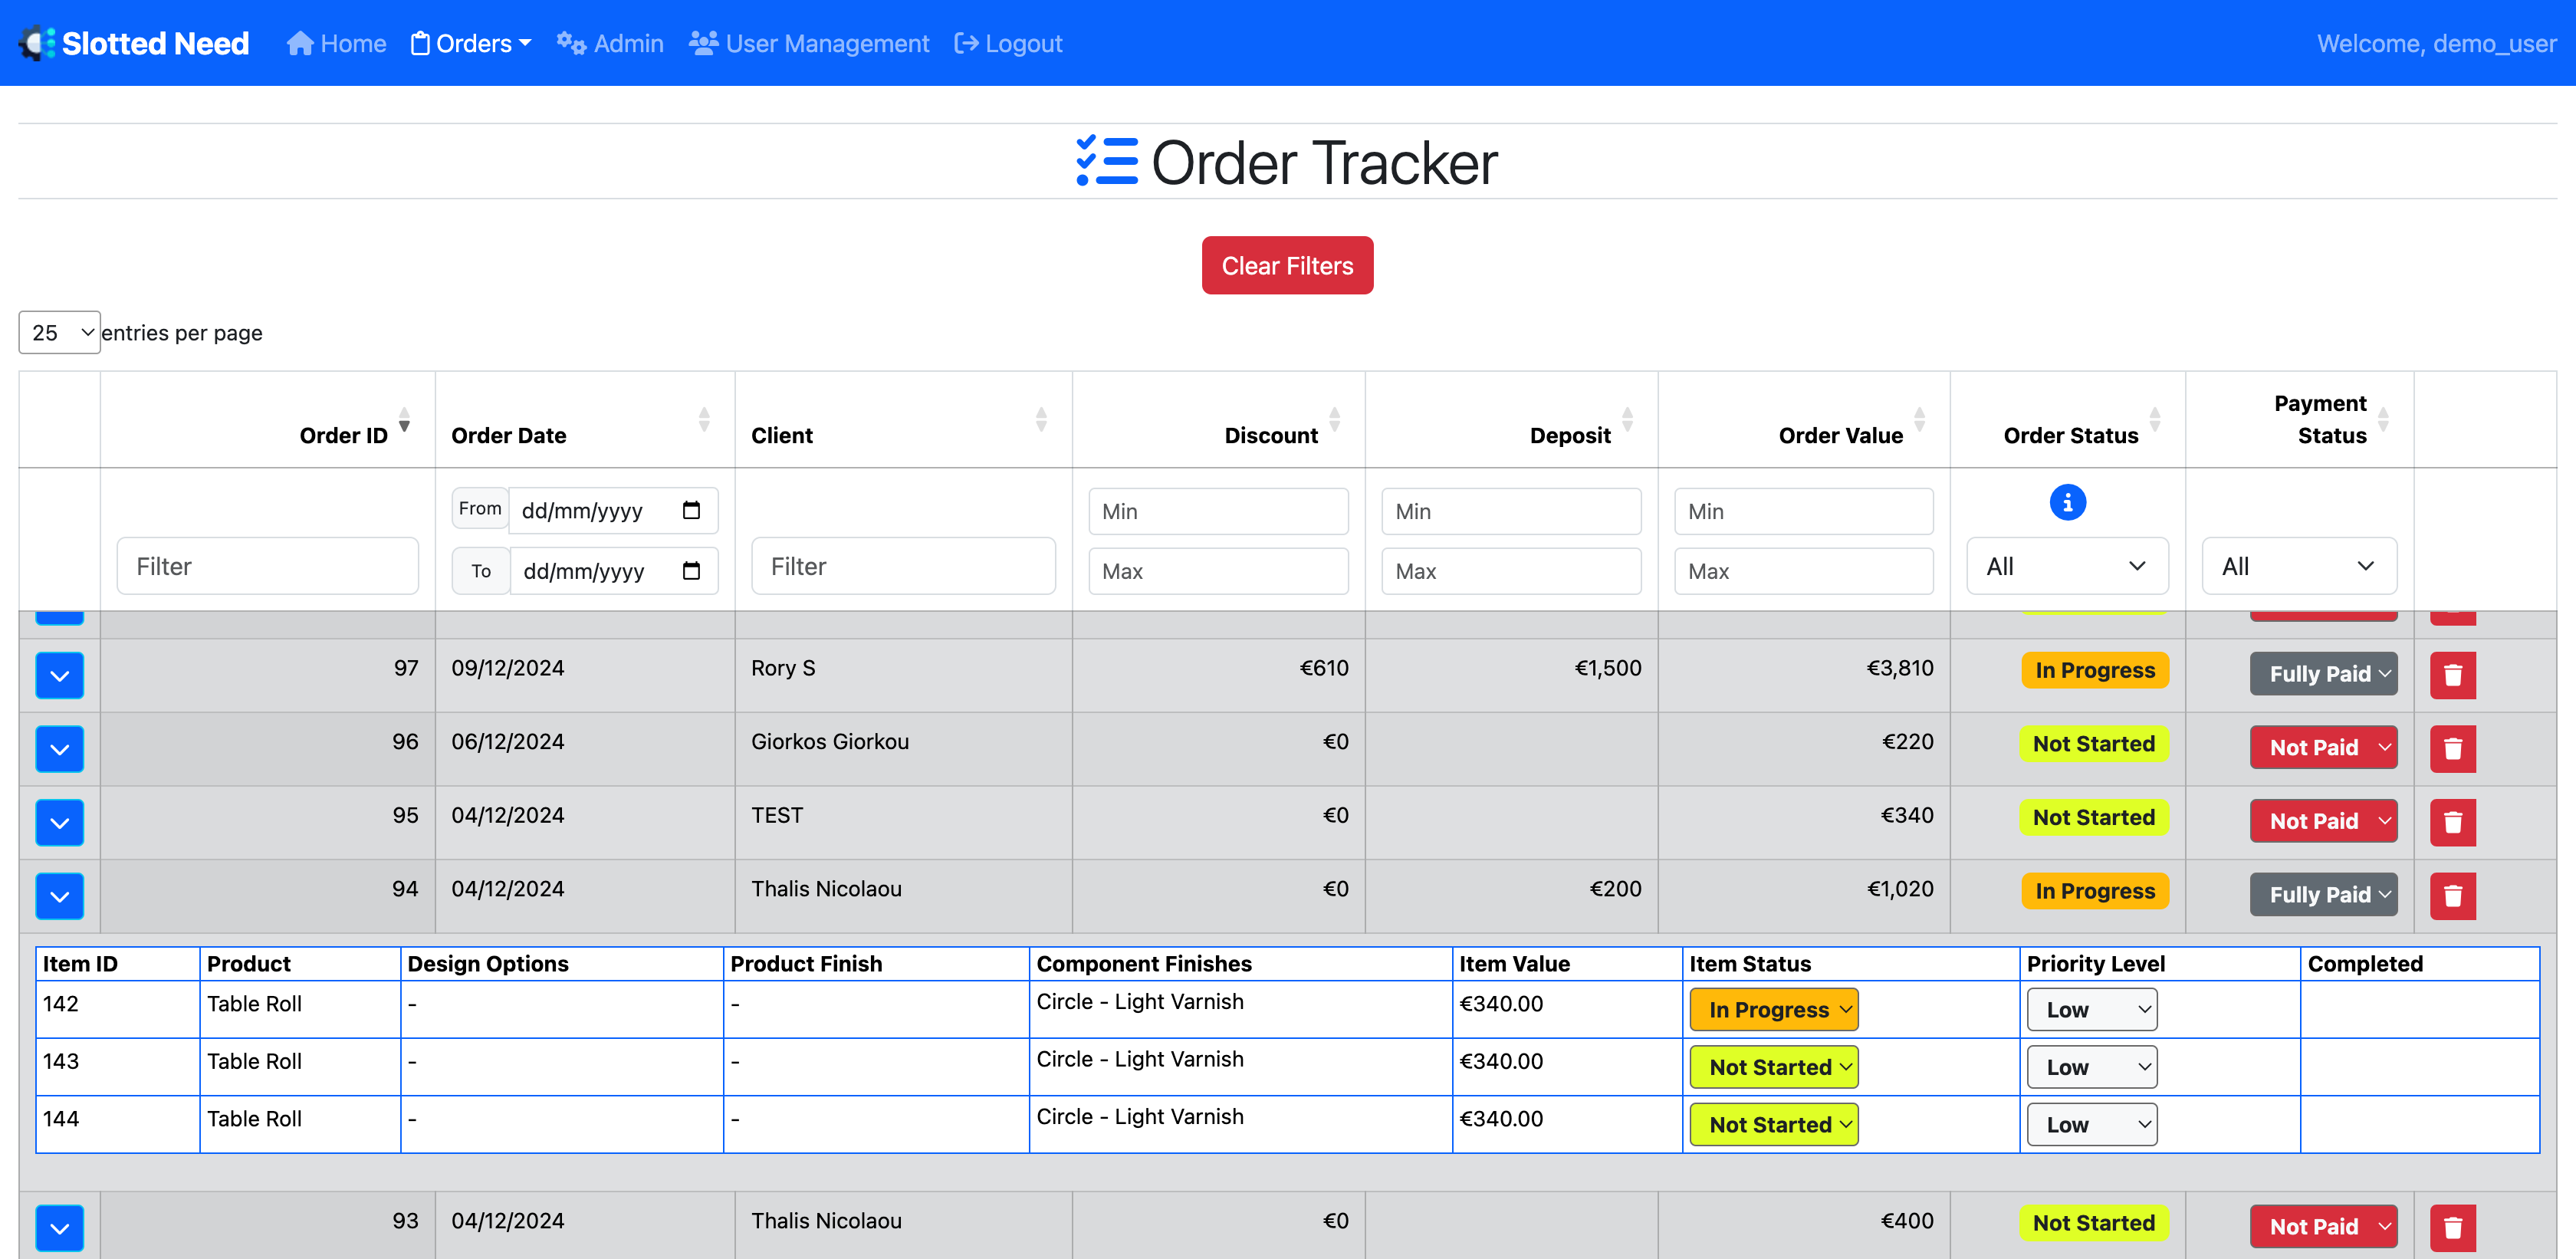 Slotted Need Home Orders Admin User Management Logout Welcome, demo_user
Order Tracker
Clear Filters
25 entries per page
Order ID Order Date Client Discount Deposit Order Value Order Status Payment Status
From dd/mm/yyyy Min Min Min
Filter To dd/mm/yyyy Filter Max Max Max All All
97 09/12/2024 Rory S €610 €1,500 €3,810 In Progress Fully Paid
96 06/12/2024 Giorkos Giorkou €0 €220 Not Started Not Paid
95 04/12/2024 TEST €0 €340 Not Started Not Paid
94 04/12/2024 Thalis Nicolaou €0 €200 €1,020 In Progress Fully Paid
Item ID Product Design Options Product Finish Component Finishes Item Value Item Status Priority Level Completed
142 Table Roll - - Circle - Light Varnish €340.00 In Progress Low
143 Table Roll - - Circle - Light Varnish €340.00 Not Started Low
144 Table Roll - - Circle - Light Varnish €340.00 Not Started Low
93 04/12/2024 Thalis Nicolaou €0 €400 Not Started Not Paid